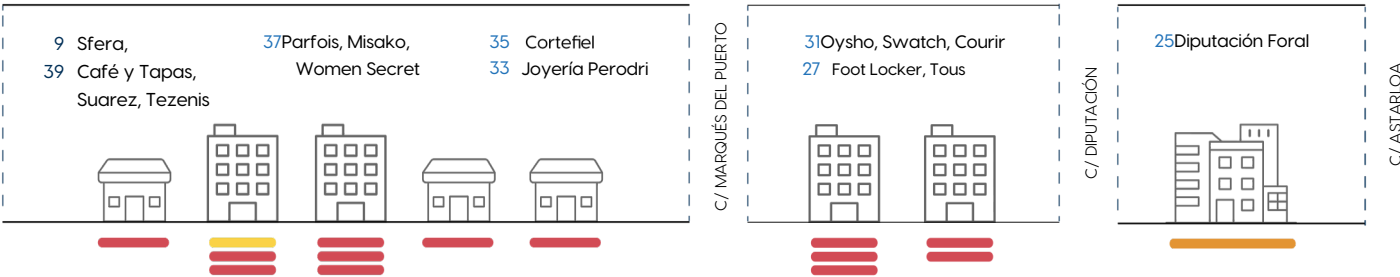 9 Sfera,
39 Café y Tapas,
Suarez, Tezenis
37Parfois, Misako,
Women Secret
35 Cortefiel
33 Joyería Perodri
C/ MARQUÉS DEL PUERTO
31Oysho, Swatch, Courir
27 Foot Locker, Tous
C/ DIPUTACIÓN
25Diputación Foral
C/ ASTARLOA